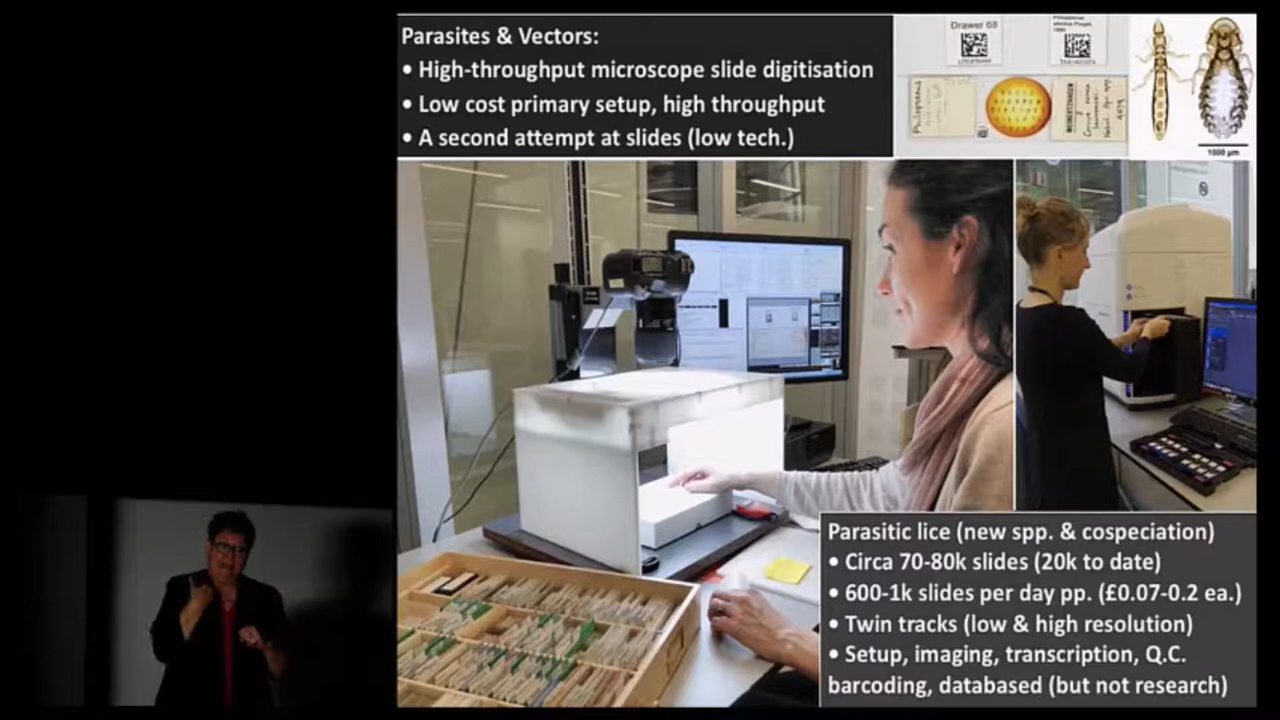 Parasites & Vectors:
• High-throughput microscope slide digitisation
• Low cost primary setup, high throughput
• A second attempt at slides (low tech.)
Drawer 68
1000 µm
Parasitic lice (new spp. & cospeciation)
• Circa 70-80k slides (20k to date)
• 600-1k slides per day pp. (£0.07-0.2 ea.)
• Twin tracks (low & high resolution)
• Setup, imaging, transcription, Q.C.
barcoding, databased (but not research)